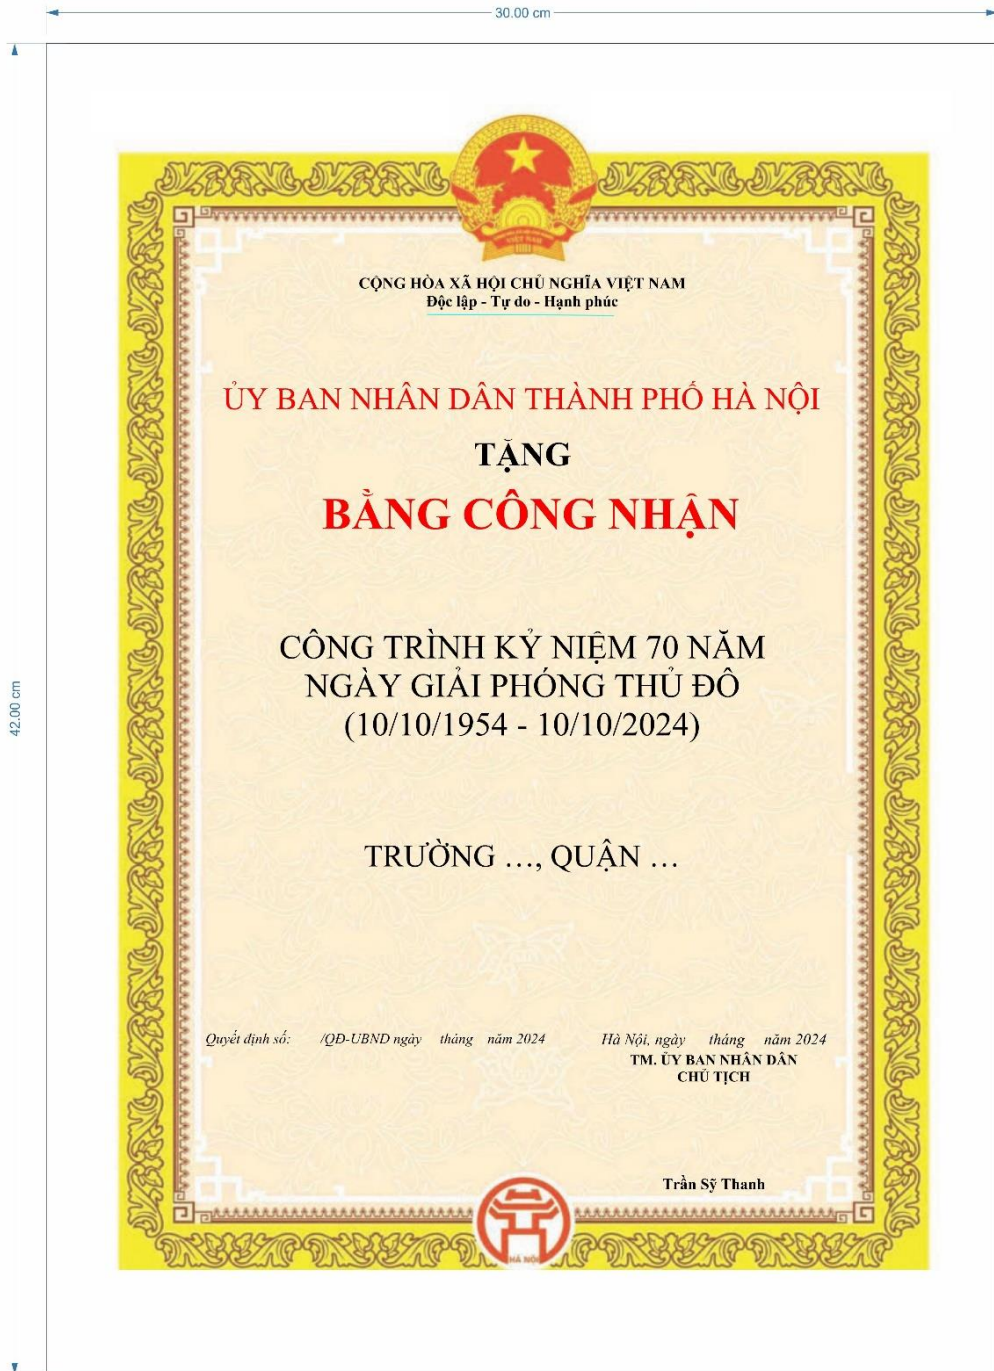 30.00 cm
42.00 cm
VIỆT NAM
CỘNG HÒA XÃ HỘI CHỦ NGHĨA VIỆT NAM
Độc lập - Tự do - Hạnh phúc
ỦY BAN NHÂN DÂN THÀNH PHỐ HÀ NỘI
TẶNG
BẰNG CÔNG NHẬN
CÔNG TRÌNH KỶ NIỆM 70 NĂM
NGÀY GIẢI PHÓNG THỦ ĐÔ
(10/10/1954 - 10/10/2024)
TRƯỜNG ..., QUẬN ...
Quyết định số: /QĐ-UBND ngày tháng năm 2024
Hà Nội, ngày tháng năm 2024
TM. ỦY BAN NHÂN DÂN
CHỦ TỊCH
Trần Sỹ Thanh
HÀ NỘI